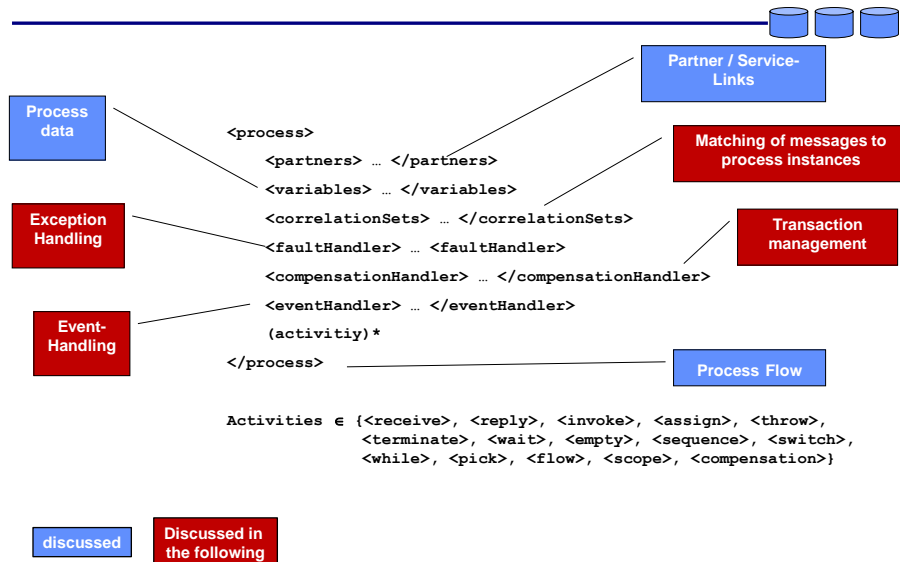 Partner / Service-
Links
Process
data
<process>
<partners> … </partners>
Matching of messages to
process instances
<variables> … </variables>
Exception
Handling
<correlationSets> … </correlationSets>
Transaction
management
<faultHandler> … <faultHandler>
<compensationHandler> … </compensationHandler>
<eventHandler> … </eventHandler>
Event-
Handling
(activitiy)*
</process>
Process Flow
Activities ∈ {<receive>, <reply>, <invoke>, <assign>, <throw>,
<terminate>, <wait>, <empty>, <sequence>, <switch>,
<while>, <pick>, <flow>, <scope>, <compensation>}
discussed
Discussed in
the following